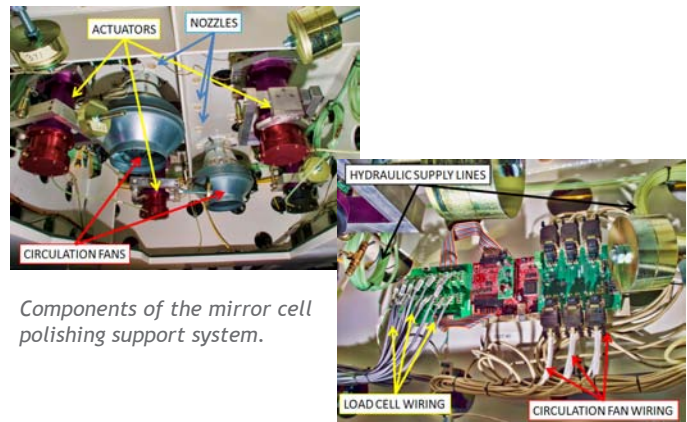 ACTUATORS
NOZZLES
CIRCULATION FANS
HYDRAULIC SUPPLY LINES
LOAD CELL WIRING
CIRCULATION FAN WIRING
Components of the mirror cell
polishing support system.